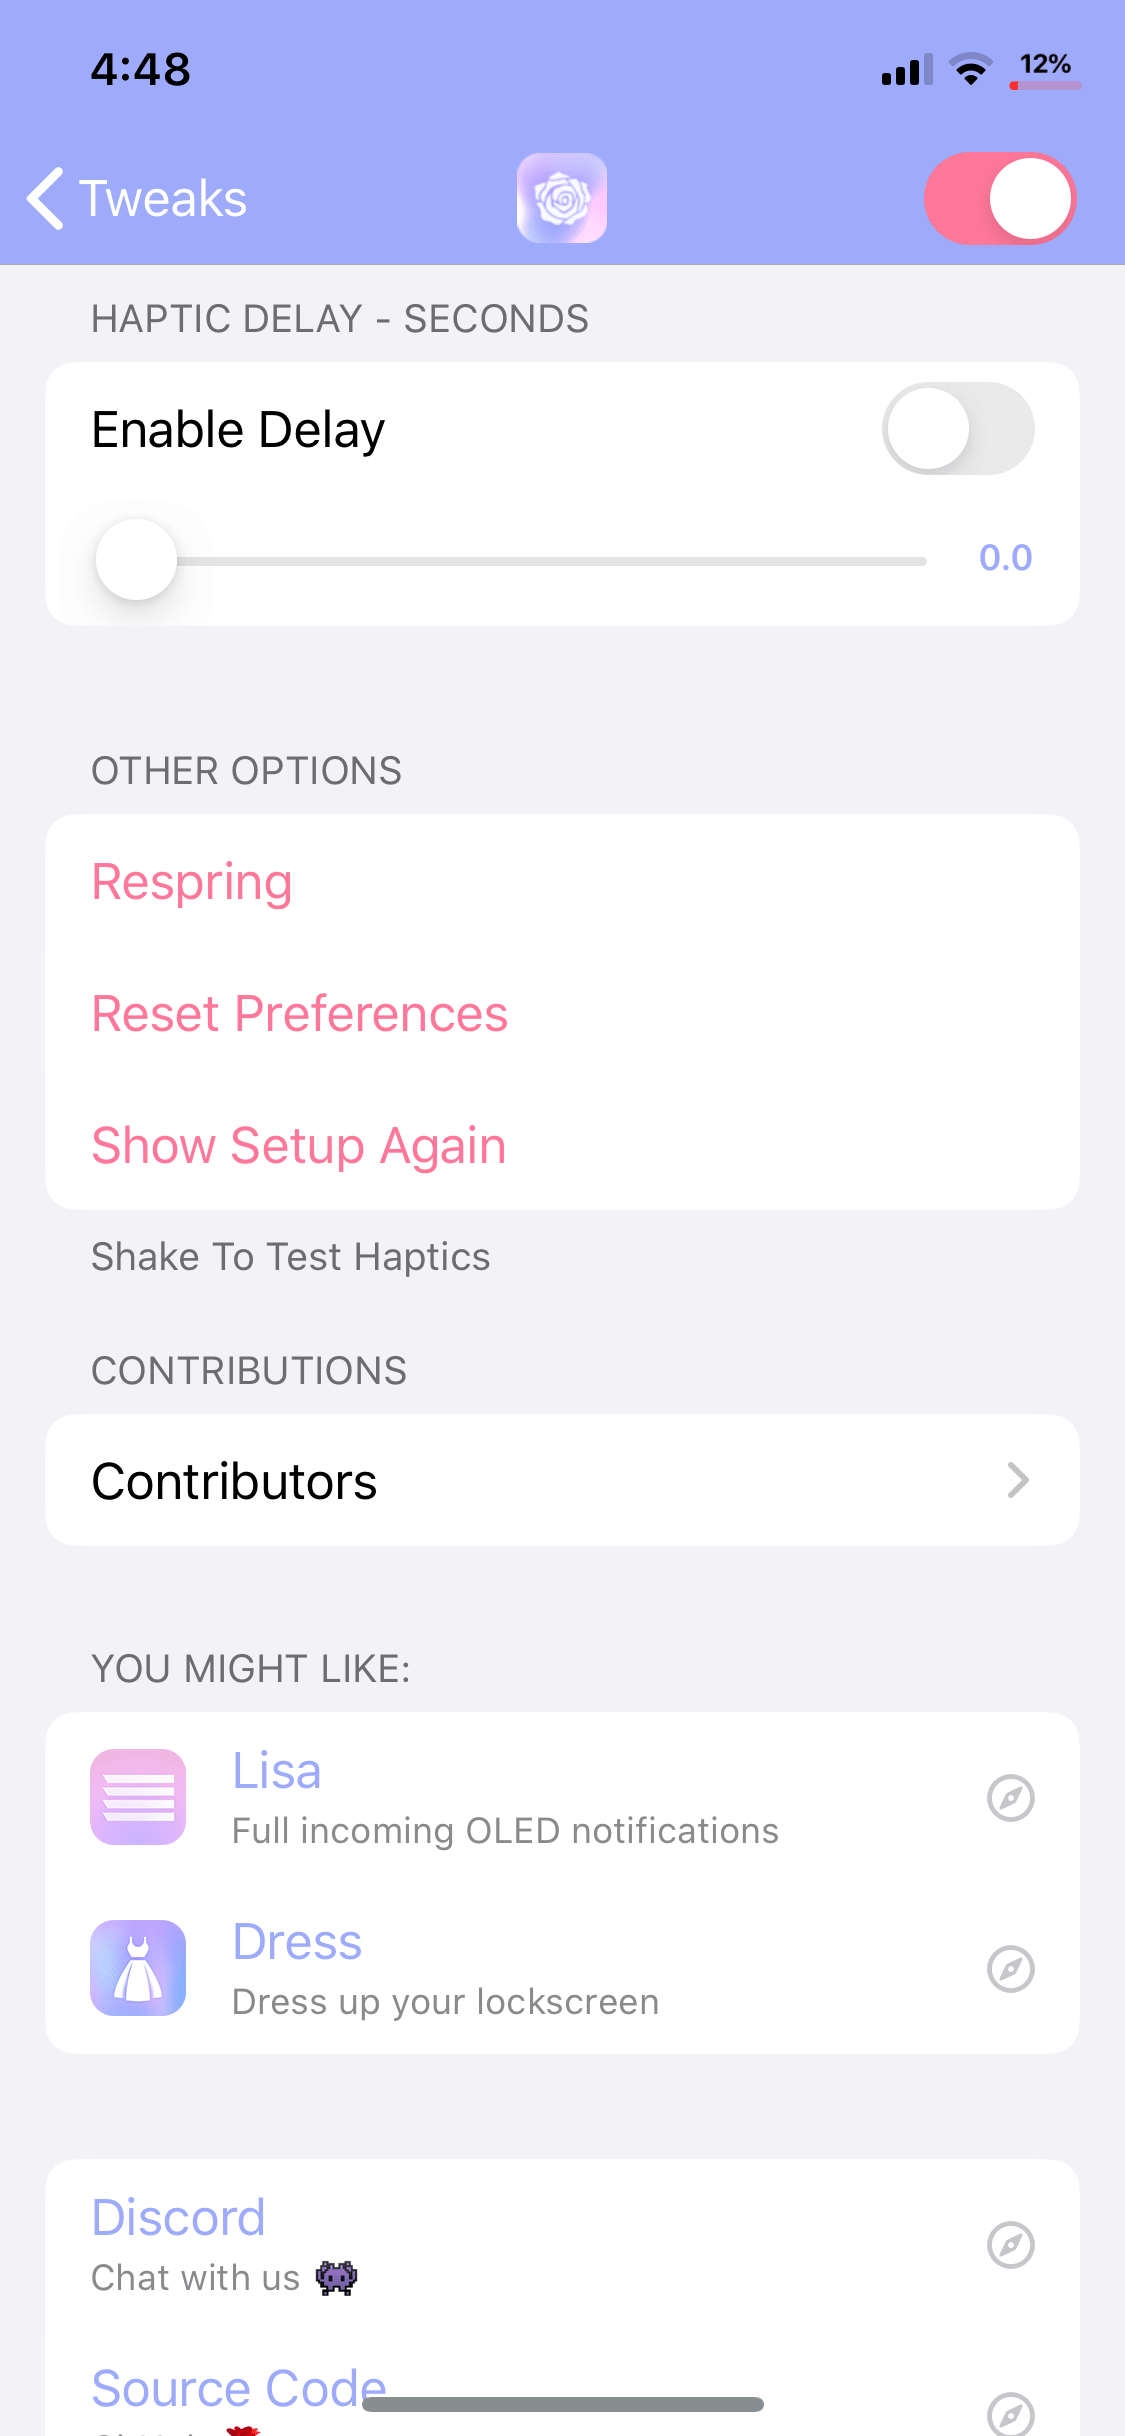 4:48
12%
Tweaks
HAPTIC DELAY - SECONDS
Enable Delay
0.0
OTHER OPTIONS
Respring
Reset Preferences
Show Setup Again
Shake To Test Haptics
CONTRIBUTIONS
Contributors
YOU MIGHT LIKE:
Lisa
Full incoming OLED notifications
Dress
Dress up your lockscreen
Discord
Chat with us 👾
Source Code